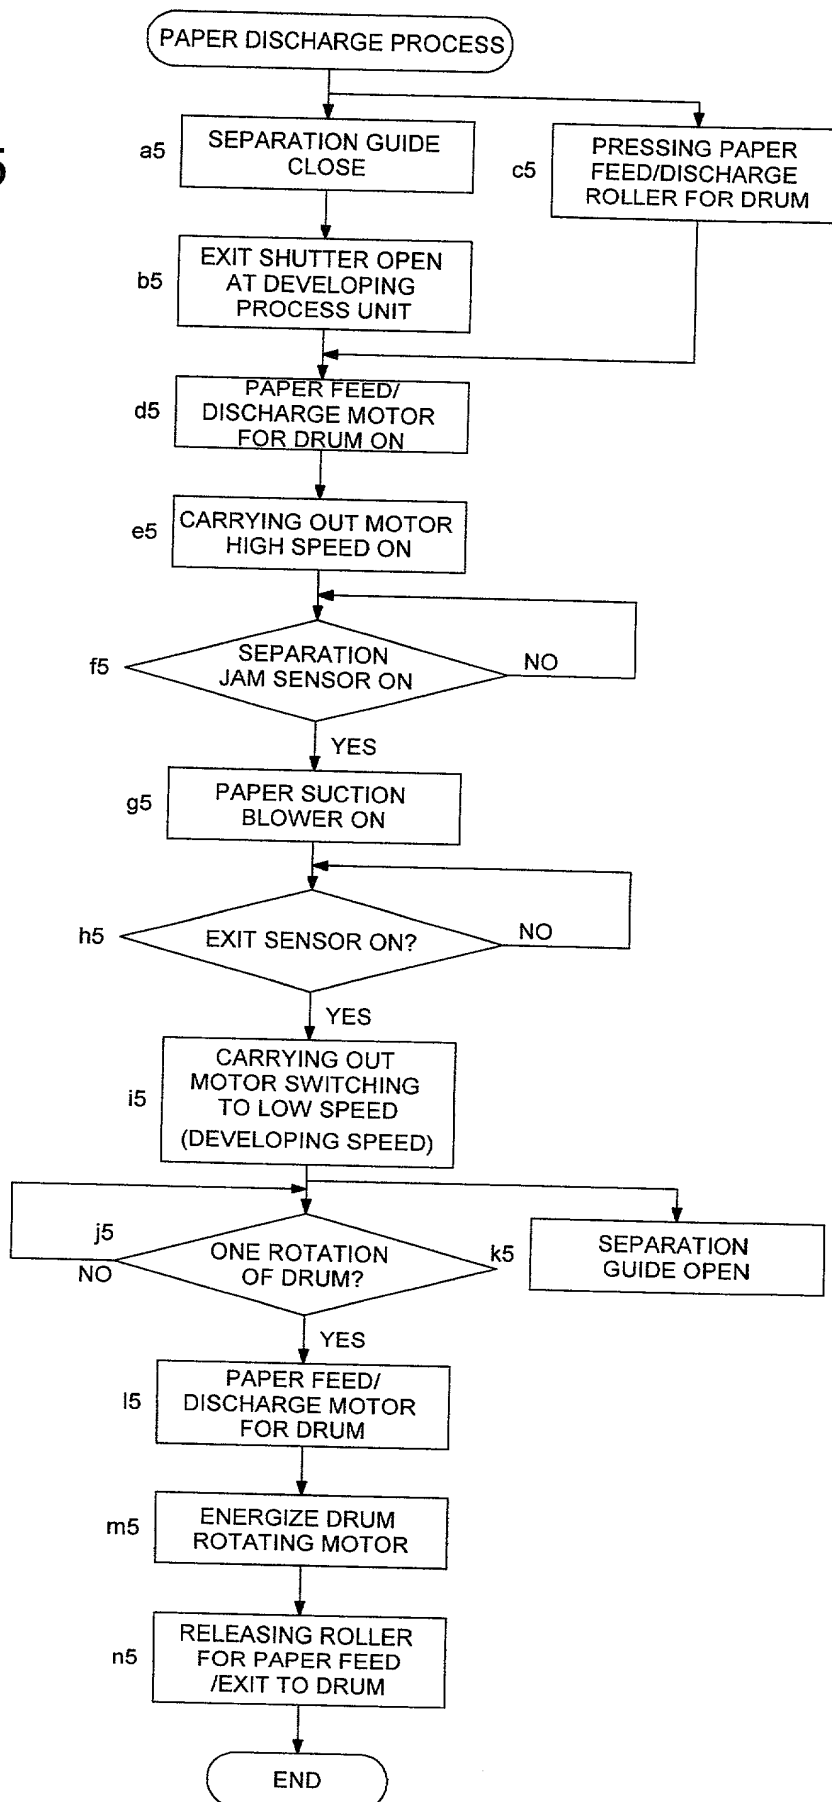 PAPER DISCHARGE PROCESS
5
a5
SEPARATION GUIDE
CLOSE
c5
PRESSING PAPER
FEED/DISCHARGE
ROLLER FOR DRUM
b5
EXIT SHUTTER OPEN
AT DEVELOPING
PROCESS UNIT
d5
PAPER FEED/
DISCHARGE MOTOR
FOR DRUM ON
e5
CARRYING OUT MOTOR
HIGH SPEED ON
f5
SEPARATION
JAM SENSOR ON
NO
YES
g5
PAPER SUCTION
BLOWER ON
h5
EXIT SENSOR ON?
NO
YES
i5
CARRYING OUT
MOTOR SWITCHING
TO LOW SPEED
(DEVELOPING SPEED)
j5
NO
ONE ROTATION
OF DRUM?
k5
SEPARATION
GUIDE OPEN
YES
l5
PAPER FEED/
DISCHARGE MOTOR
FOR DRUM
m5
ENERGIZE DRUM
ROTATING MOTOR
n5
RELEASING ROLLER
FOR PAPER FEED
/EXIT TO DRUM
END